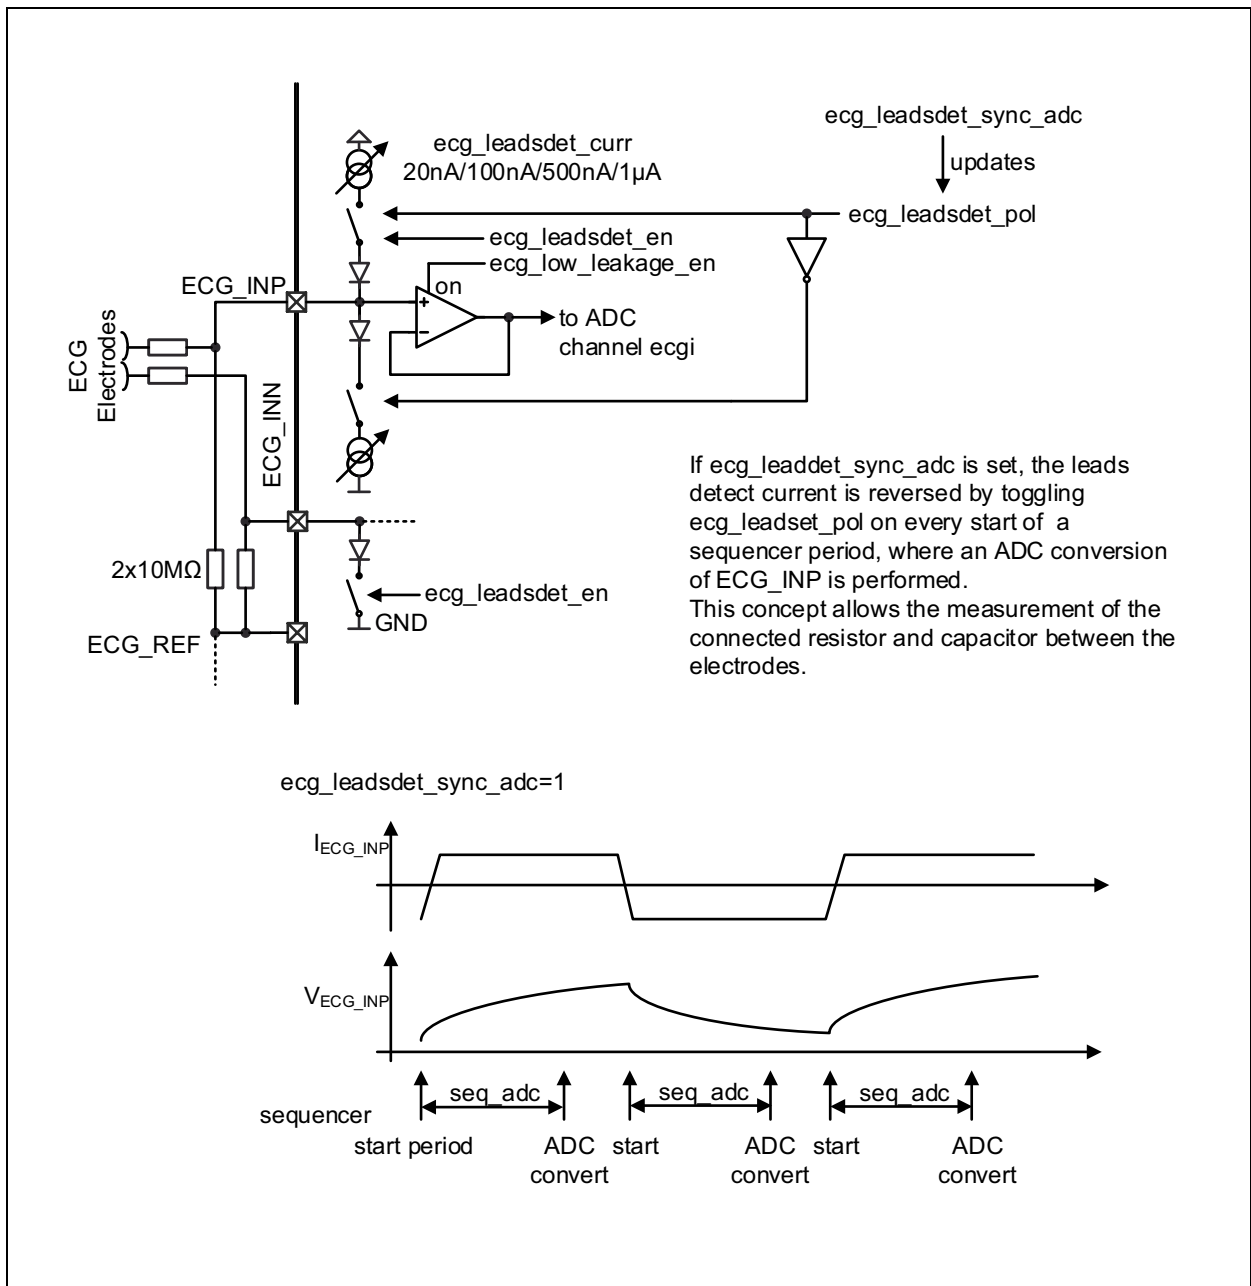 ecg_leadsdet_curr
20nA/100nA/500nA/1µA
ecg_leadsdet_sync_adc
updates
ecg_leadsdet_pol
ecg_leadsdet_en
ecg_low_leakage_en
ECG_INP
on
+
−
to ADC
channel ecgi
ECG
Electrodes
ECG_INN
2x10MΩ
ecg_leadsdet_en
GND
ECG_REF
If ecg_leaddet_sync_adc is set, the leads
detect current is reversed by toggling
ecg_leadset_pol on every start of a
sequencer period, where an ADC conversion
of ECG_INP is performed.
This concept allows the measurement of the
connected resistor and capacitor between the
electrodes.
ecg_leadsdet_sync_adc=1
IECG_INP
VECG_INP
seq_adc seq_adc seq_adc
sequencer
start period ADC start ADC start ADC
convert convert convert